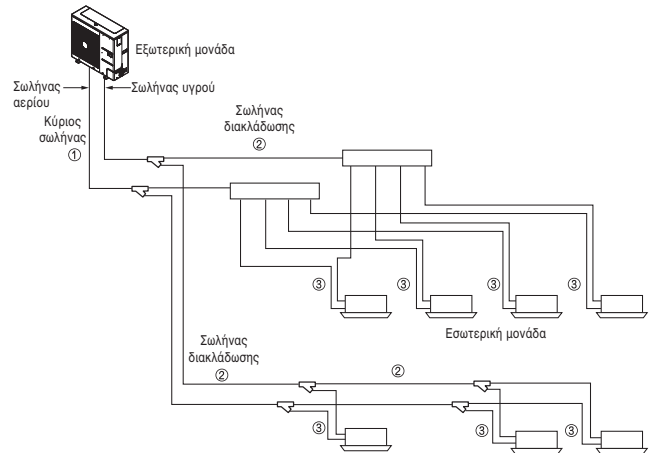 Εξωτερική μονάδα
Σωλήνας
αερίου
Σωλήνας υγρού
Κύριος
σωλήνας
①
Σωλήνας
διακλάδωσης
②
③ ③ ③ ③
Εσωτερική μονάδα
Σωλήνας
διακλάδωσης
② ②
③ ③ ③